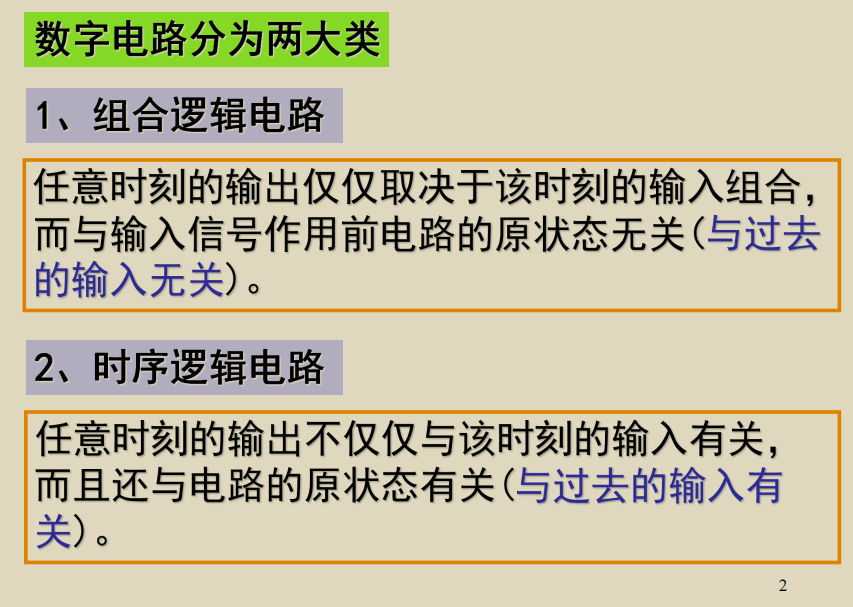 数字电路分为两大类
1、组合逻辑电路
任意时刻的输出仅仅取决于该时刻的输入组合，
而与输入信号作用前电路的原状态无关(与过去
的输入无关)。
2、时序逻辑电路
任意时刻的输出不仅仅与该时刻的输入有关，
而且还与电路的原状态有关(与过去的输入有
关)。
2